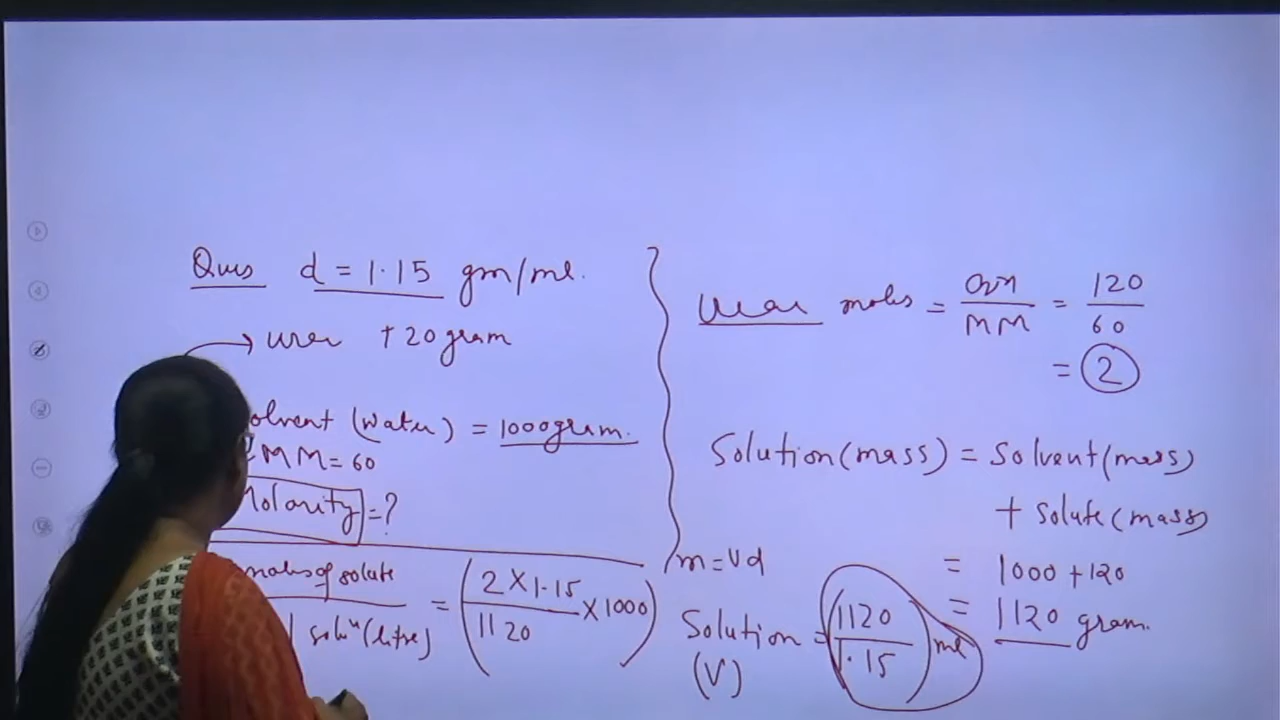 Ques d = 1.15 gm/ml.
→ urea 120 gram
olvent (water) = 1000 gram.
MM = 60
olarity = ?
moles of solute = (2 × 1.15 / 1120 × 1000)
solun (litre)
Urea moles = / MM = 120 / 60
= 2
Solution (mass) = Solvent (mass)
+ Solute (mass)
= 1000 + 120
= 1120 gram.
m = Vd
Solution (V) = (1120 / 1.15) ml